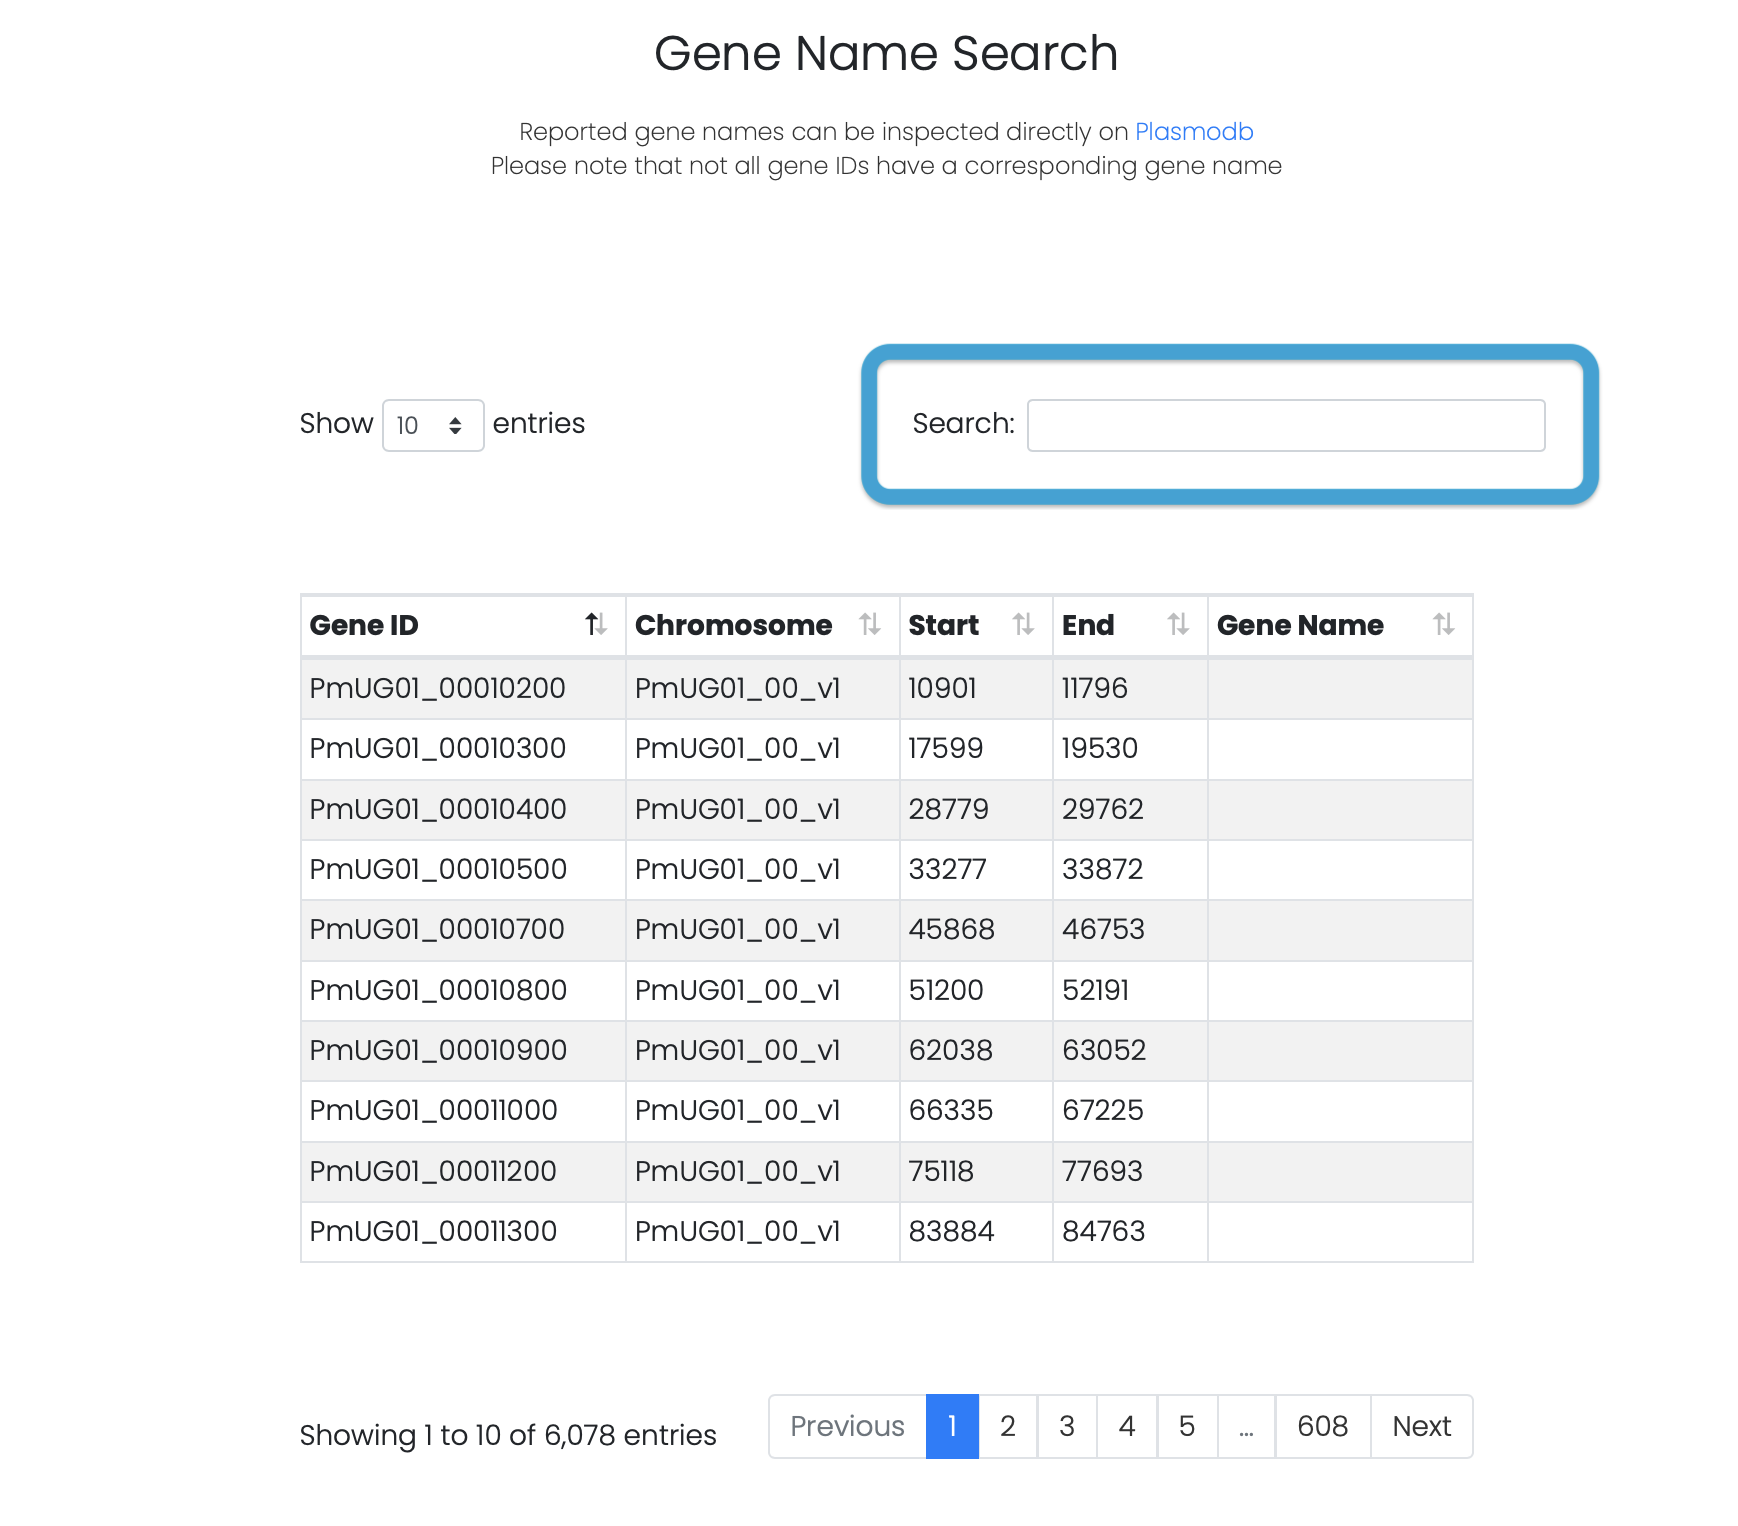 Gene Name Search
Reported gene names can be inspected directly on Plasmodb
Please note that not all gene IDs have a corresponding gene name
Show 10 entries Search:
Gene ID Chromosome Start End Gene Name
PmUG01_00010200 PmUG01_00_v1 10901 11796
PmUG01_00010300 PmUG01_00_v1 17599 19530
PmUG01_00010400 PmUG01_00_v1 28779 29762
PmUG01_00010500 PmUG01_00_v1 33277 33872
PmUG01_00010700 PmUG01_00_v1 45868 46753
PmUG01_00010800 PmUG01_00_v1 51200 52191
PmUG01_00010900 PmUG01_00_v1 62038 63052
PmUG01_00011000 PmUG01_00_v1 66335 67225
PmUG01_00011200 PmUG01_00_v1 75118 77693
PmUG01_00011300 PmUG01_00_v1 83884 84763
Showing 1 to 10 of 6,078 entries Previous 1 2 3 4 5 ... 608 Next